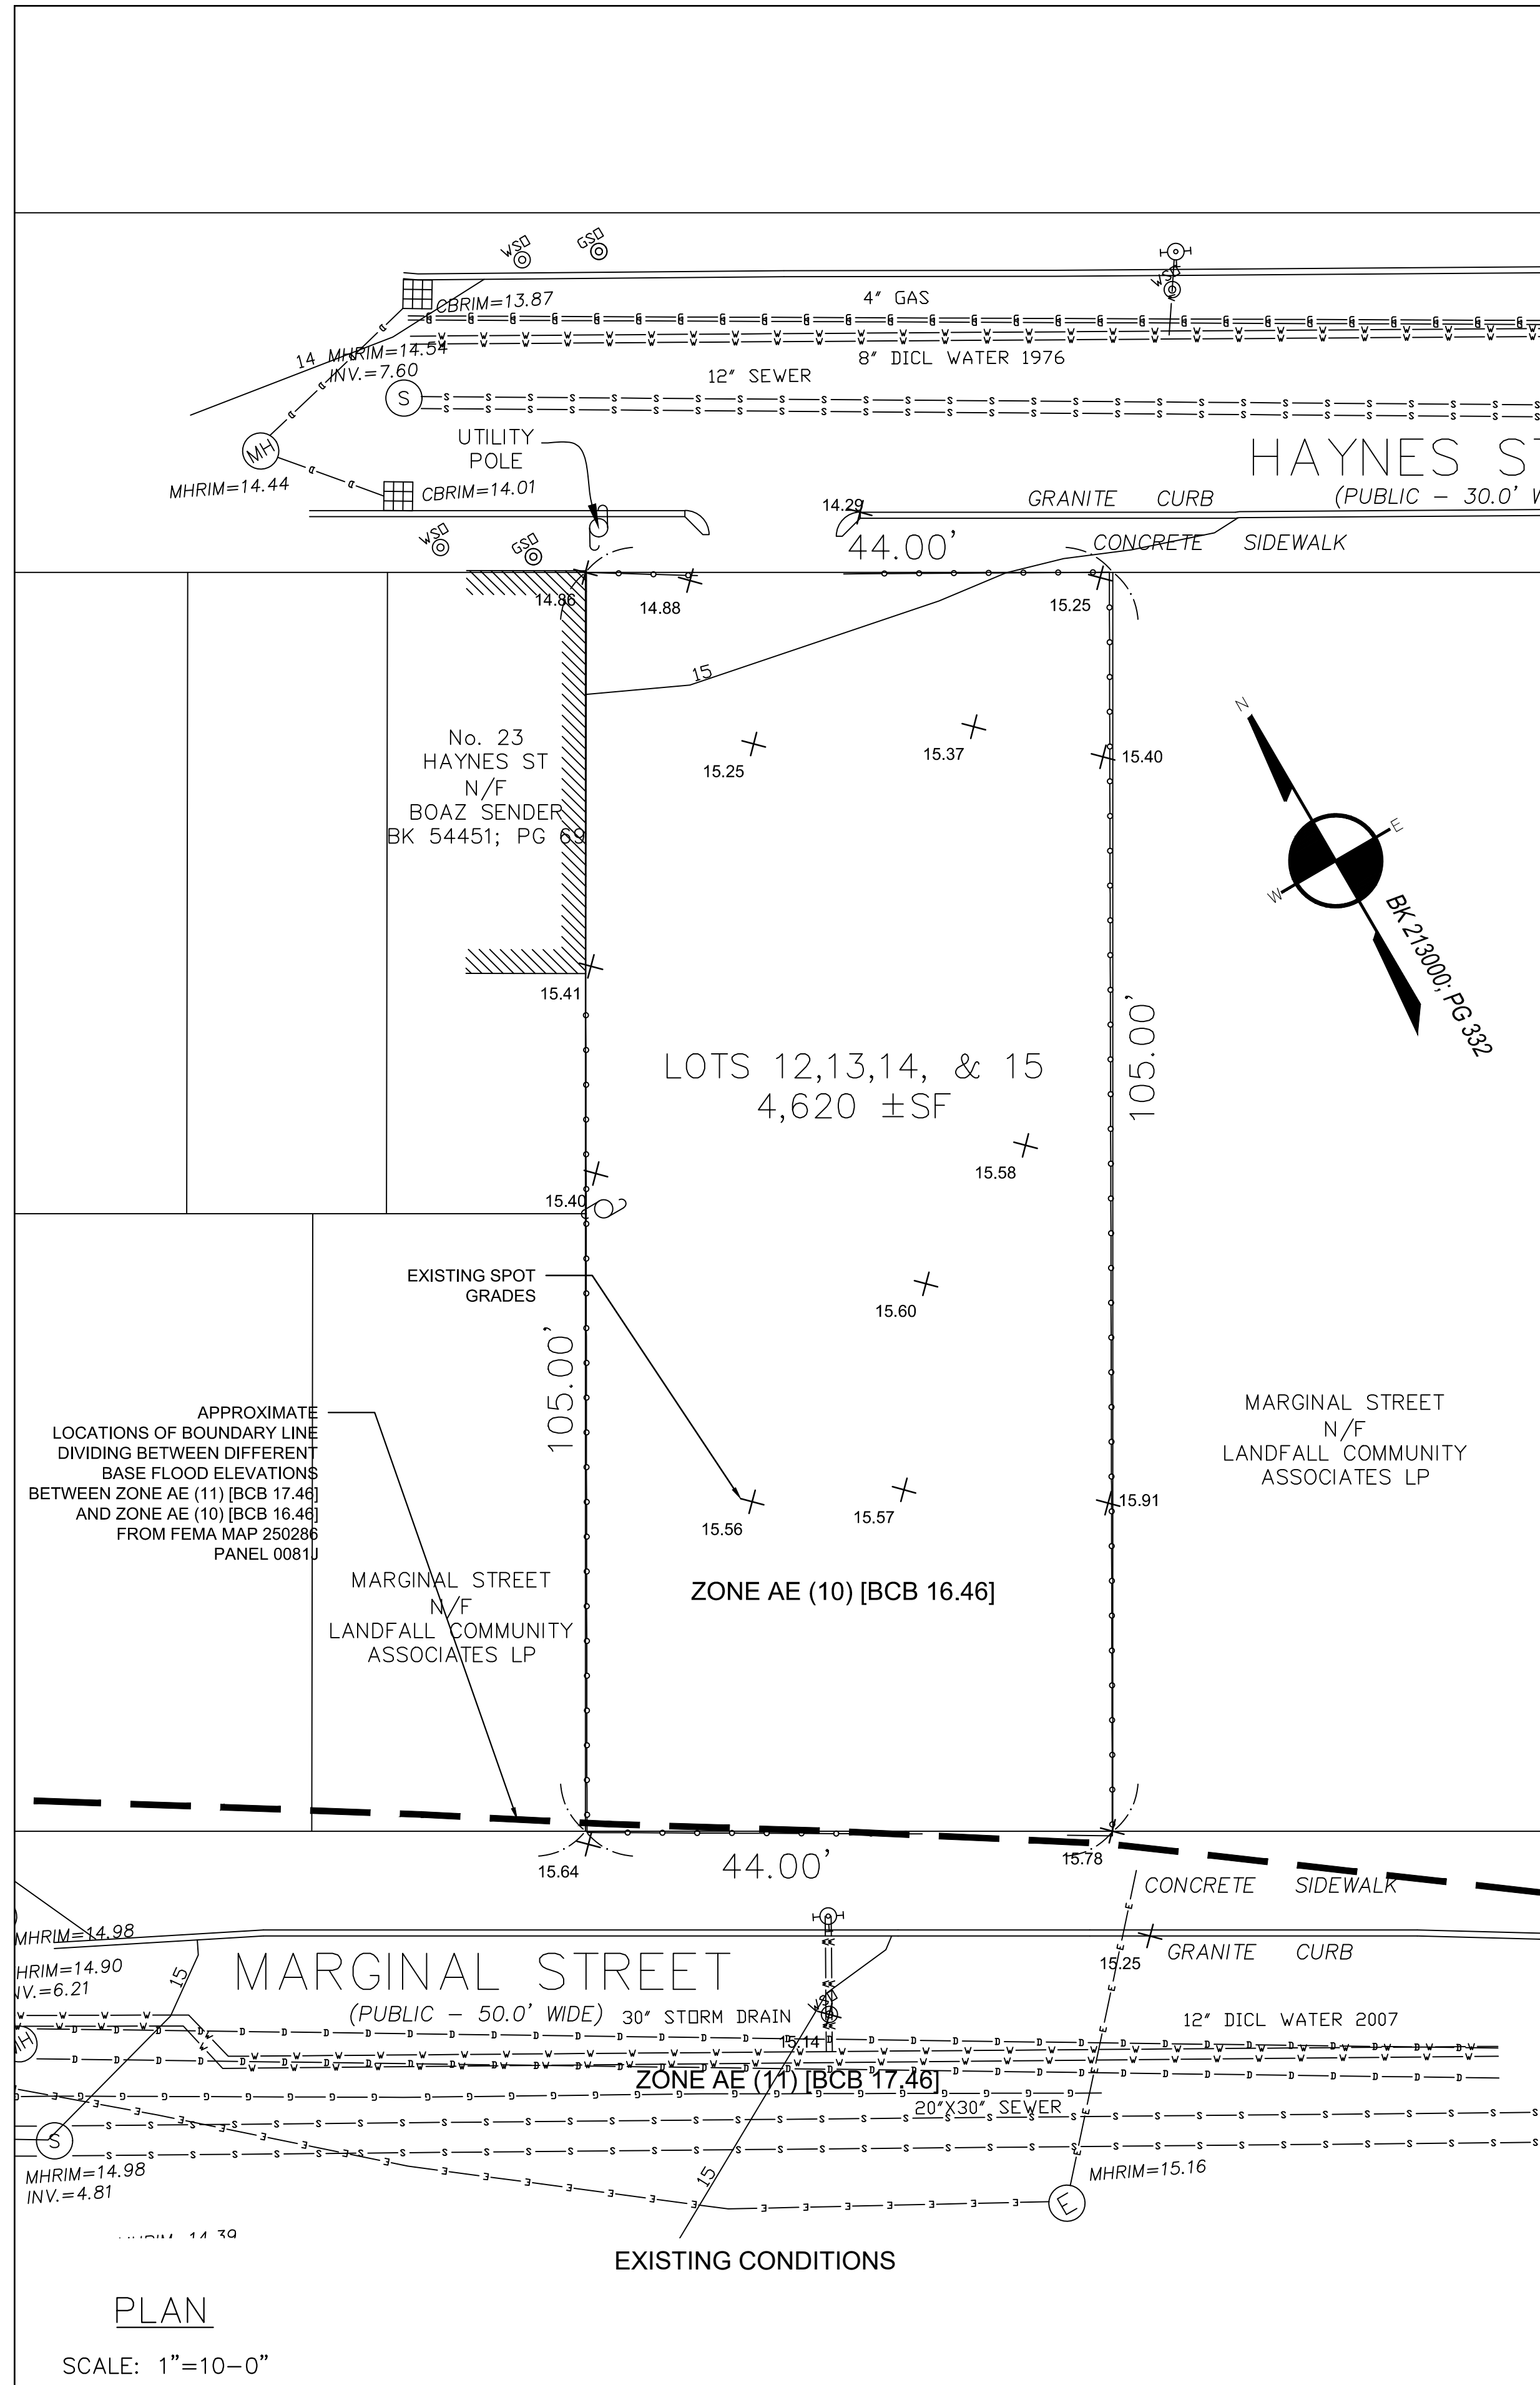 WSO
GSO
WSO
CBRIM=13.87
4" GAS
14
MHRIM=14.54
INV.=7.60
8" DICL WATER 1976
12" SEWER
S
UTILITY
POLE
MH
MHRIM=14.44
CBRIM=14.01
HAYNES ST
(PUBLIC - 30.0' W
GRANITE CURB
14.29
WSO
GSO
44.00'
CONCRETE SIDEWALK
14.86
14.88
15.25
15
No. 23
HAYNES ST
N/F
BOAZ SENDER
BK 54451; PG 69
15.25
15.37
15.40
N
E
W
BK 213000; PG 332
15.41
LOTS 12,13,14, & 15
4,620 ±SF
105.00'
15.58
15.40
EXISTING SPOT
GRADES
15.60
105.00'
APPROXIMATE
LOCATIONS OF BOUNDARY LINE
DIVIDING BETWEEN DIFFERENT
BASE FLOOD ELEVATIONS
BETWEEN ZONE AE (11) [BCB 17.46]
AND ZONE AE (10) [BCB 16.46]
FROM FEMA MAP 250286
PANEL 0081J
MARGINAL STREET
N/F
LANDFALL COMMUNITY
ASSOCIATES LP
15.56
15.57
15.91
ZONE AE (10) [BCB 16.46]
MARGINAL STREET
N/F
LANDFALL COMMUNITY
ASSOCIATES LP
15.64
44.00'
15.78
CONCRETE SIDEWALK
MHRIM=14.98
HRIM=14.90
NV.=6.21
15
MARGINAL STREET
(PUBLIC - 50.0' WIDE)
30" STORM DRAIN
WSO
15.14
15.25
GRANITE CURB
12" DICL WATER 2007
MH
ZONE AE (11) [BCB 17.46]
20"X30" SEWER
S
MHRIM=14.98
INV.=4.81
15
MHRIM=15.16
E
14.39
EXISTING CONDITIONS
PLAN
SCALE: 1"=10-0"